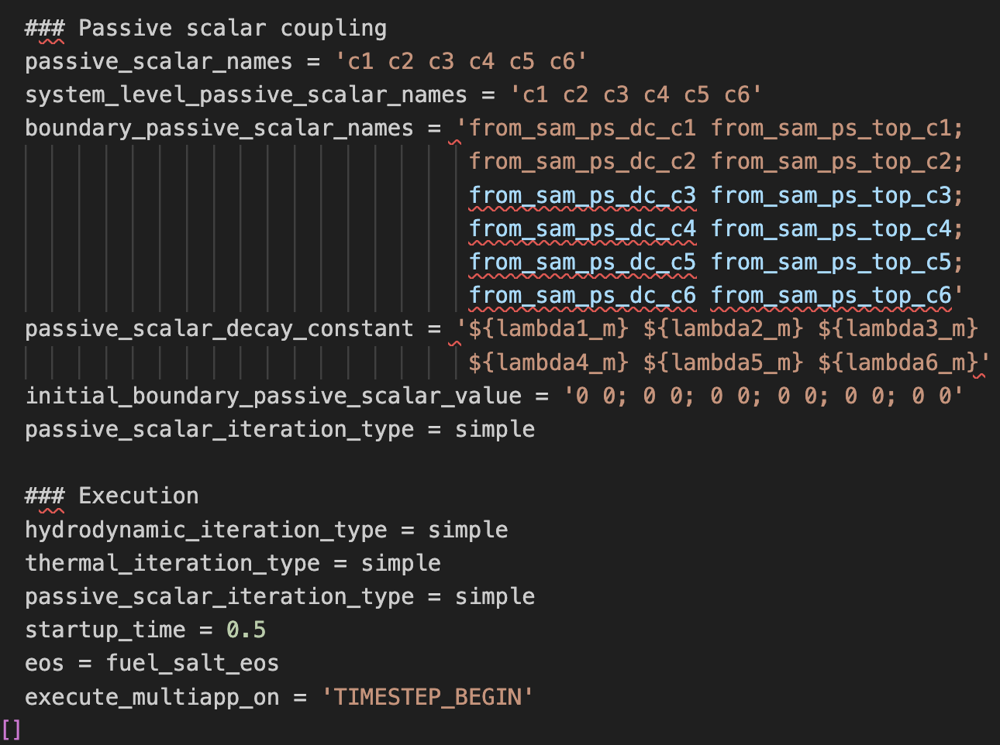 ### Passive scalar coupling
passive_scalar_names = 'c1 c2 c3 c4 c5 c6'
system_level_passive_scalar_names = 'c1 c2 c3 c4 c5 c6'
boundary_passive_scalar_names = 'from_sam_ps_dc_c1 from_sam_ps_top_c1;
from_sam_ps_dc_c2 from_sam_ps_top_c2;
from_sam_ps_dc_c3 from_sam_ps_top_c3;
from_sam_ps_dc_c4 from_sam_ps_top_c4;
from_sam_ps_dc_c5 from_sam_ps_top_c5;
from_sam_ps_dc_c6 from_sam_ps_top_c6'
passive_scalar_decay_constant = '${lambda1_m} ${lambda2_m} ${lambda3_m}
${lambda4_m} ${lambda5_m} ${lambda6_m}'
initial_boundary_passive_scalar_value = '0 0; 0 0; 0 0; 0 0; 0 0; 0 0'
passive_scalar_iteration_type = simple
### Execution
hydrodynamic_iteration_type = simple
thermal_iteration_type = simple
passive_scalar_iteration_type = simple
startup_time = 0.5
eos = fuel_salt_eos
execute_multiapp_on = 'TIMESTEP_BEGIN'
[]